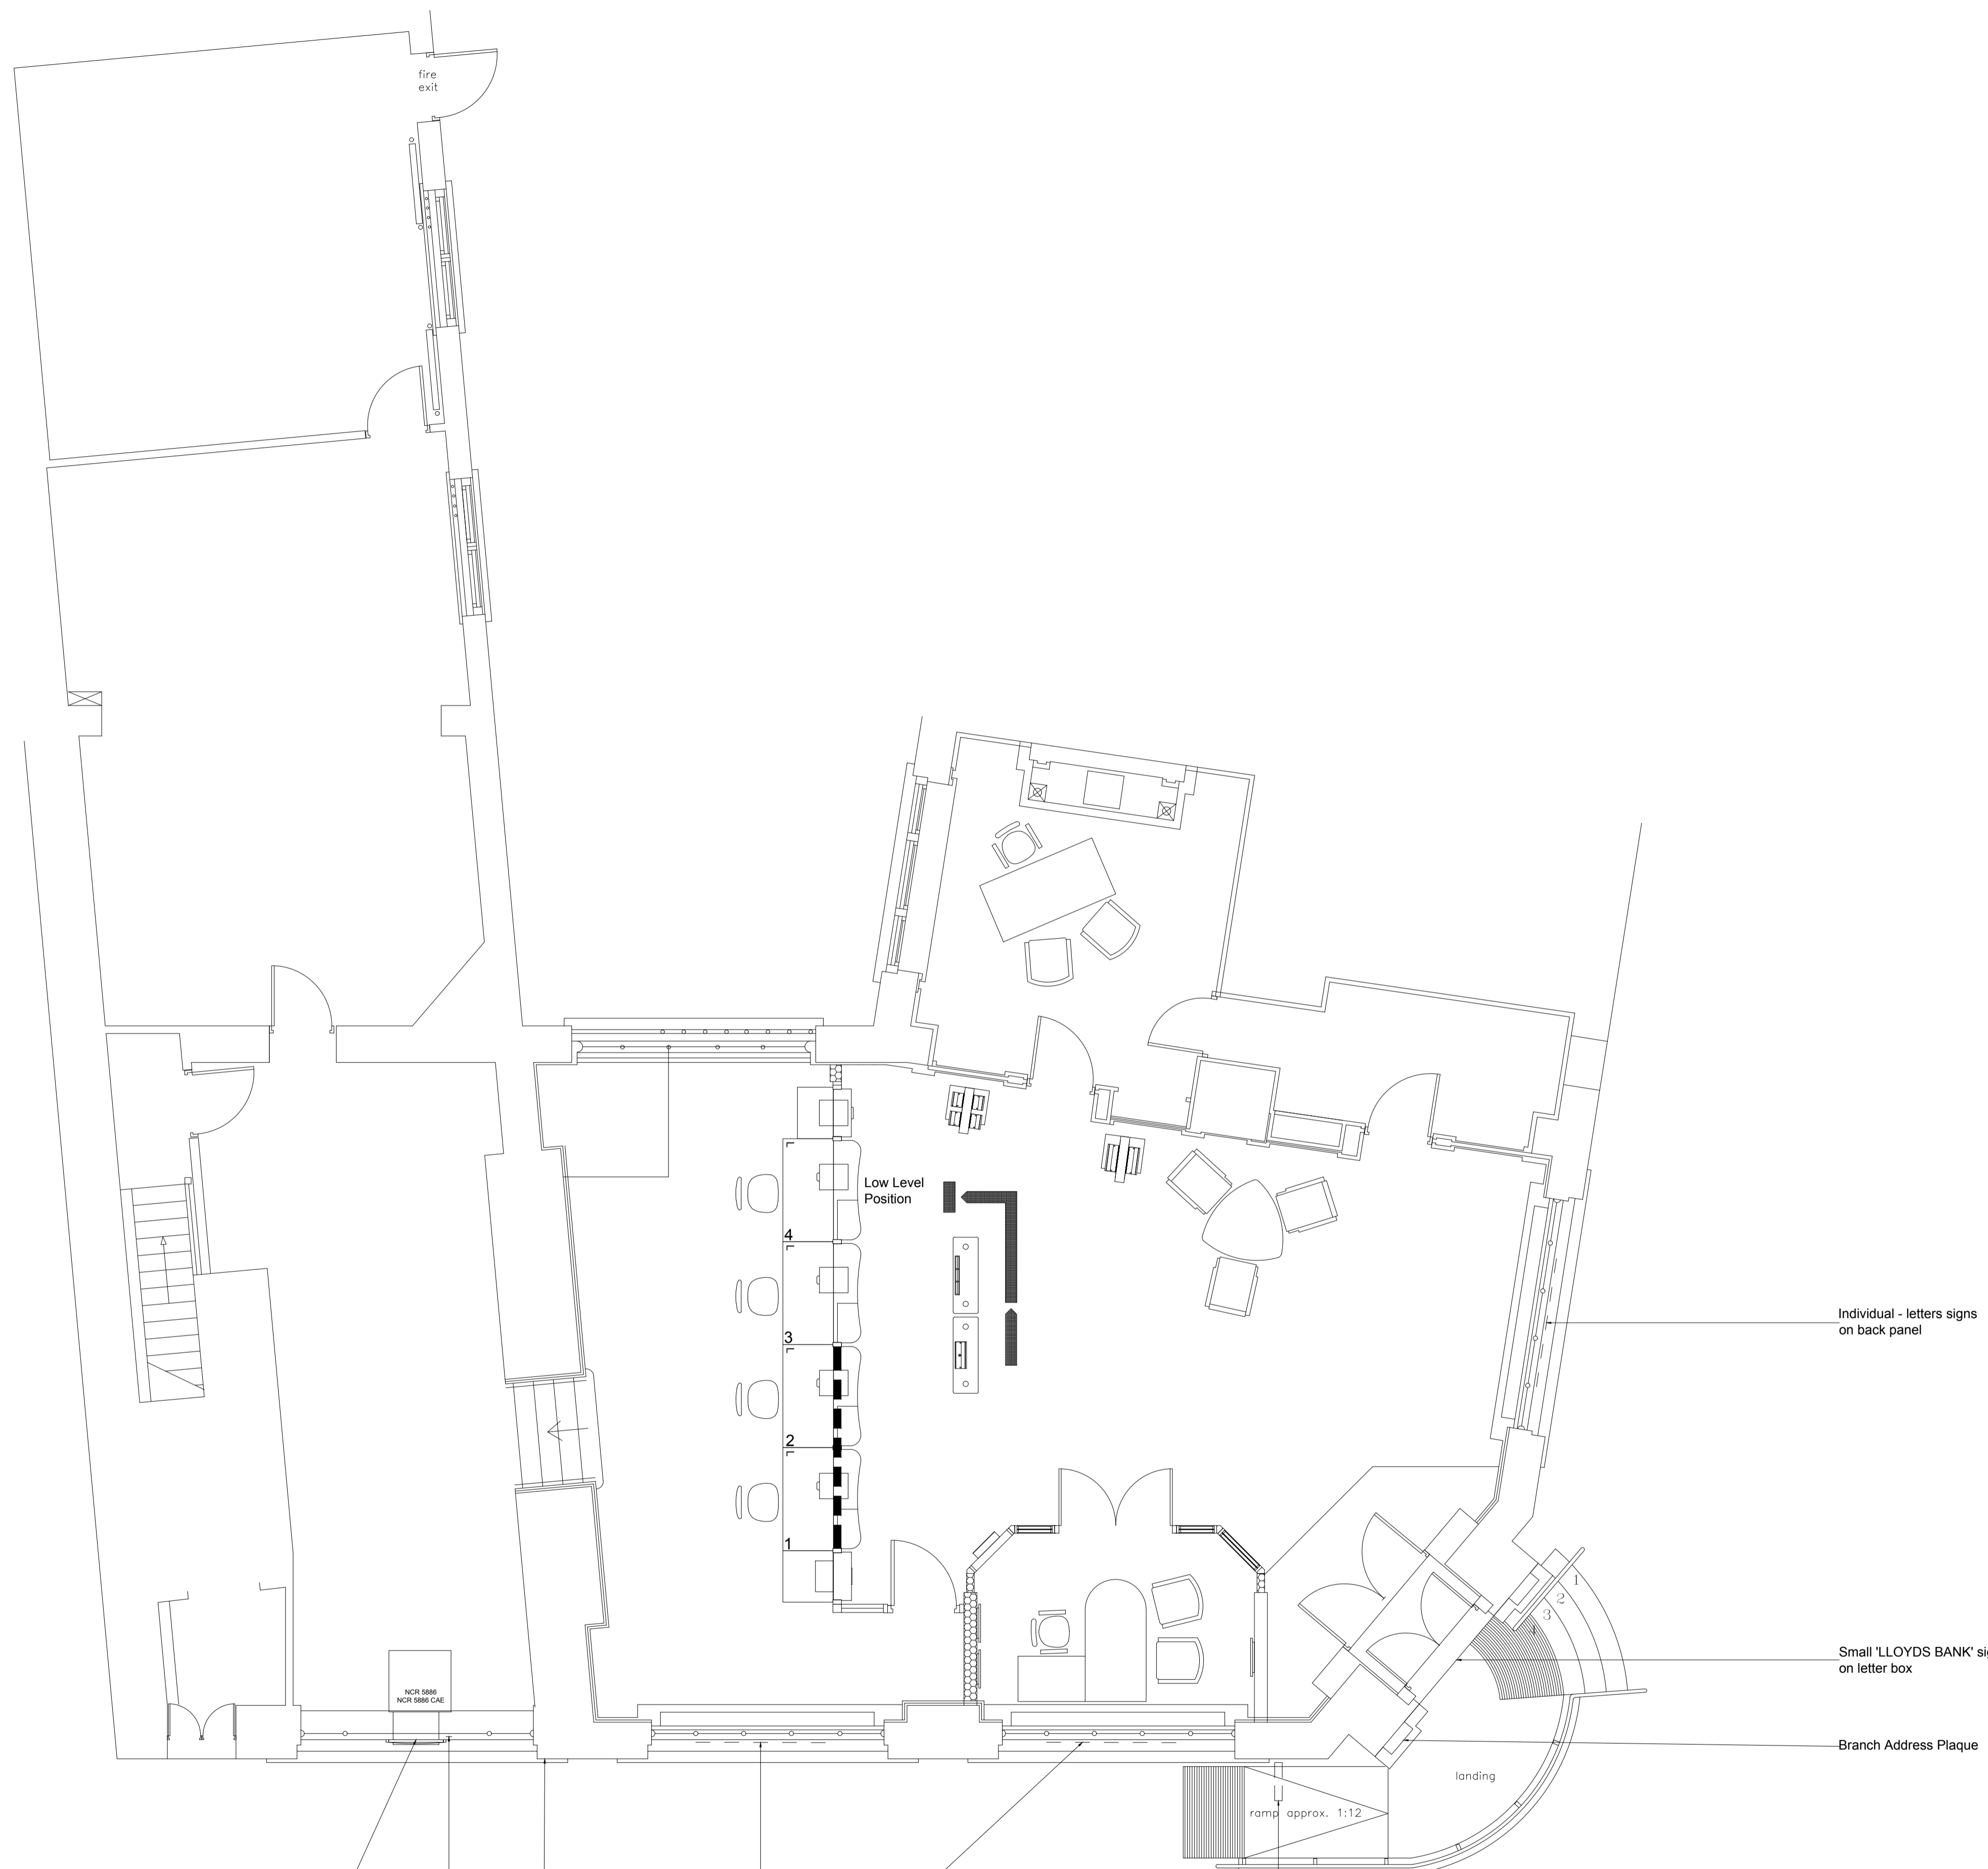 fire
exit
Low Level
Position
4
3
2
1
Individual - letters signs
on back panel
1
2
3
4
Small 'LLOYDS BANK'
on letter box
NCR 5886
NCR 5886 CAE
Branch Address Plaque
landing
ramp approx. 1:12